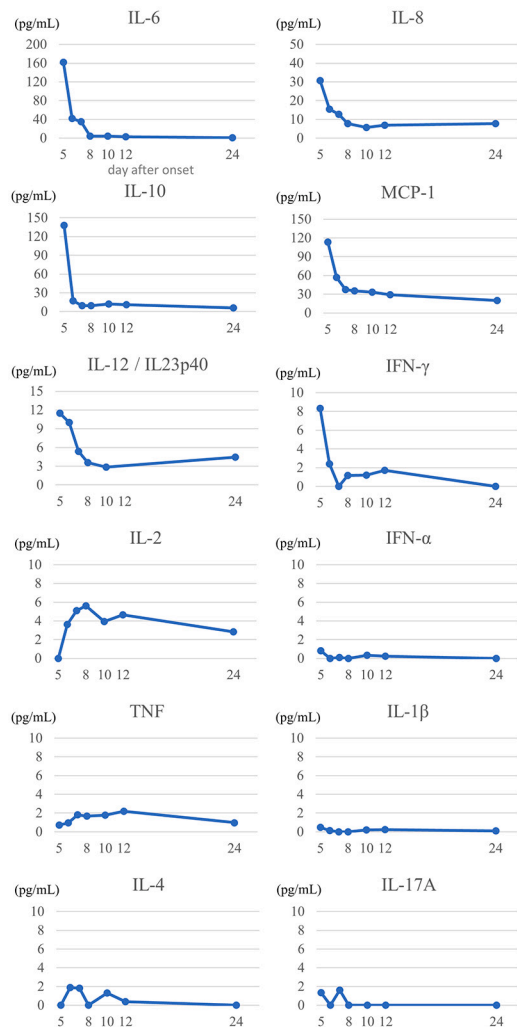 IL-6
(pg/mL)
200
160
120
80
40
0
5 8 10 12 24
day after onset
IL-8
(pg/mL)
50
40
30
20
10
0
5 8 10 12 24
IL-10
(pg/mL)
150
120
90
60
30
0
5 8 10 12 24
MCP-1
(pg/mL)
150
120
90
60
30
0
5 8 10 12 24
IL-12 / IL23p40
(pg/mL)
15
12
9
6
3
0
5 8 10 12 24
IFN-γ
(pg/mL)
10
8
6
4
2
0
5 8 10 12 24
IL-2
(pg/mL)
10
8
6
4
2
0
5 8 10 12 24
IFN-α
(pg/mL)
10
8
6
4
2
0
5 8 10 12 24
TNF
(pg/mL)
10
8
6
4
2
0
5 8 10 12 24
IL-1β
(pg/mL)
10
8
6
4
2
0
5 8 10 12 24
IL-4
(pg/mL)
10
8
6
4
2
0
5 8 10 12 24
IL-17A
(pg/mL)
10
8
6
4
2
0
5 8 10 12 24